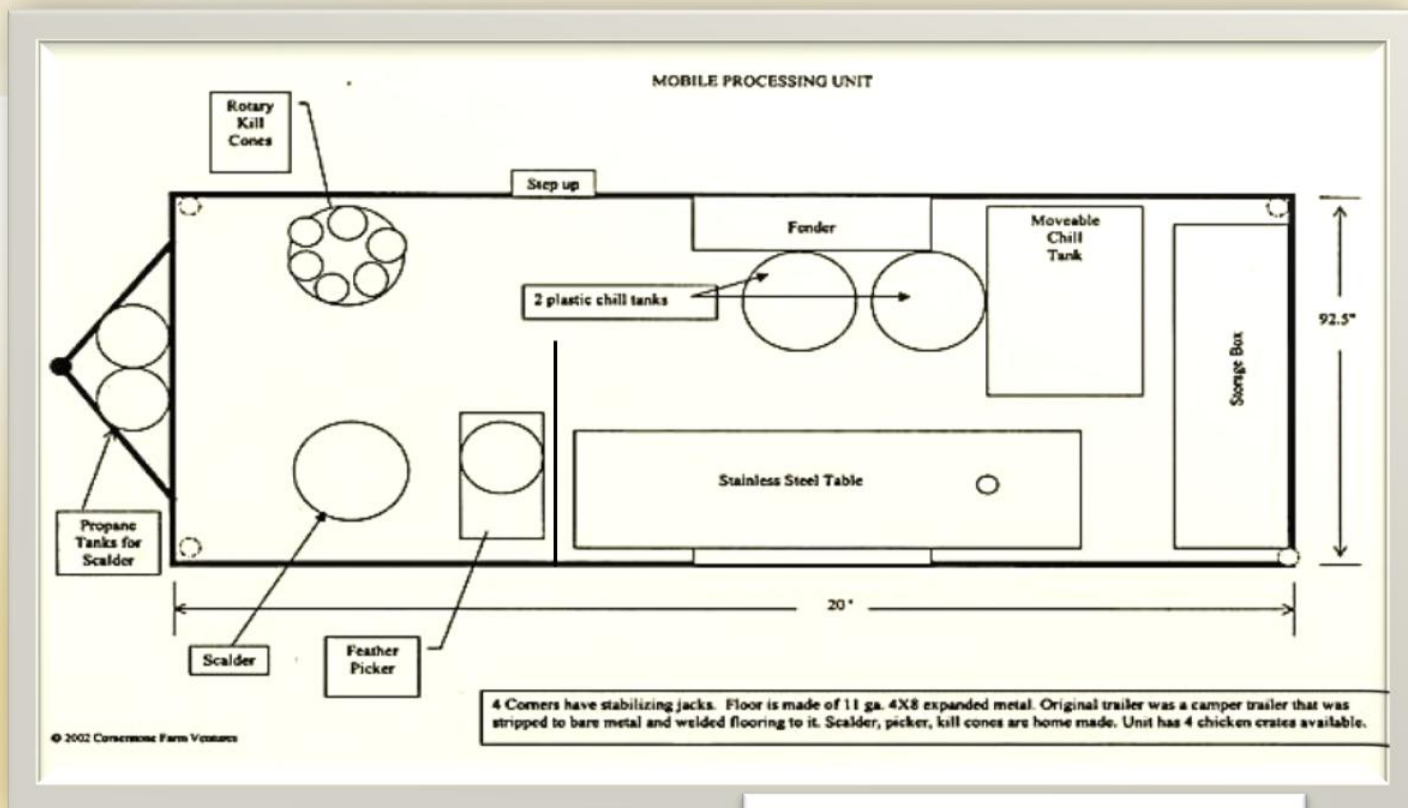 MOBILE PROCESSING UNIT
Rotary
Kill
Cones
Step up
Fender
Moveable
Chill
Tank
2 plastic chill tanks
92.5"
Storage Box
Stainless Steel Table
Propane
Tanks for
Scalder
20'
Scalder
Feather
Picker
4 Corners have stabilizing jacks. Floor is made of 11 ga. 4X8 expanded metal. Original trailer was a camper trailer that was
stripped to bare metal and welded flooring to it. Scalder, picker, kill cones are home made. Unit has 4 chicken crates available.
© 2002 Cornerstone Farm Ventures